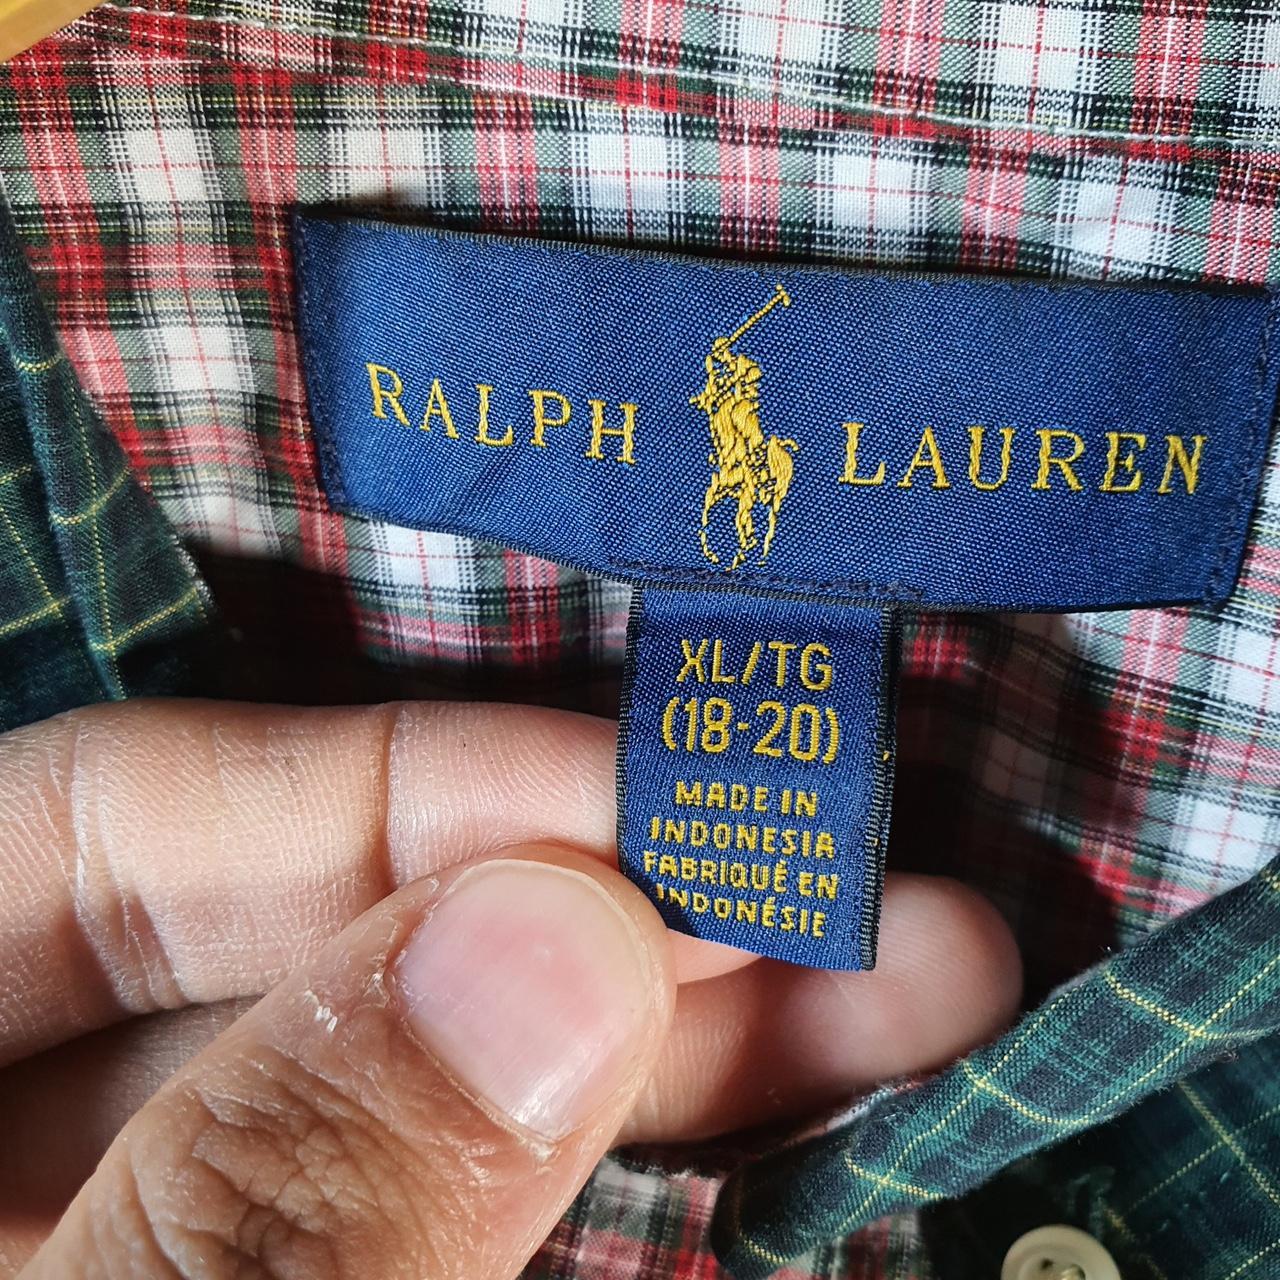 RALPH LAUREN
XL/TG
(18-20)
MADE IN
INDONESIA
FABRIQUÉ EN
INDONÉSIE